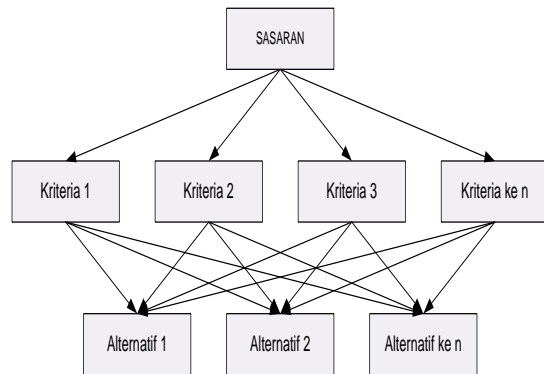 SASARAN
Kriteria 1
Kriteria 2
Kriteria 3
Kriteria ke n
Alternatif 1
Alternatif 2
Alternatif ke n